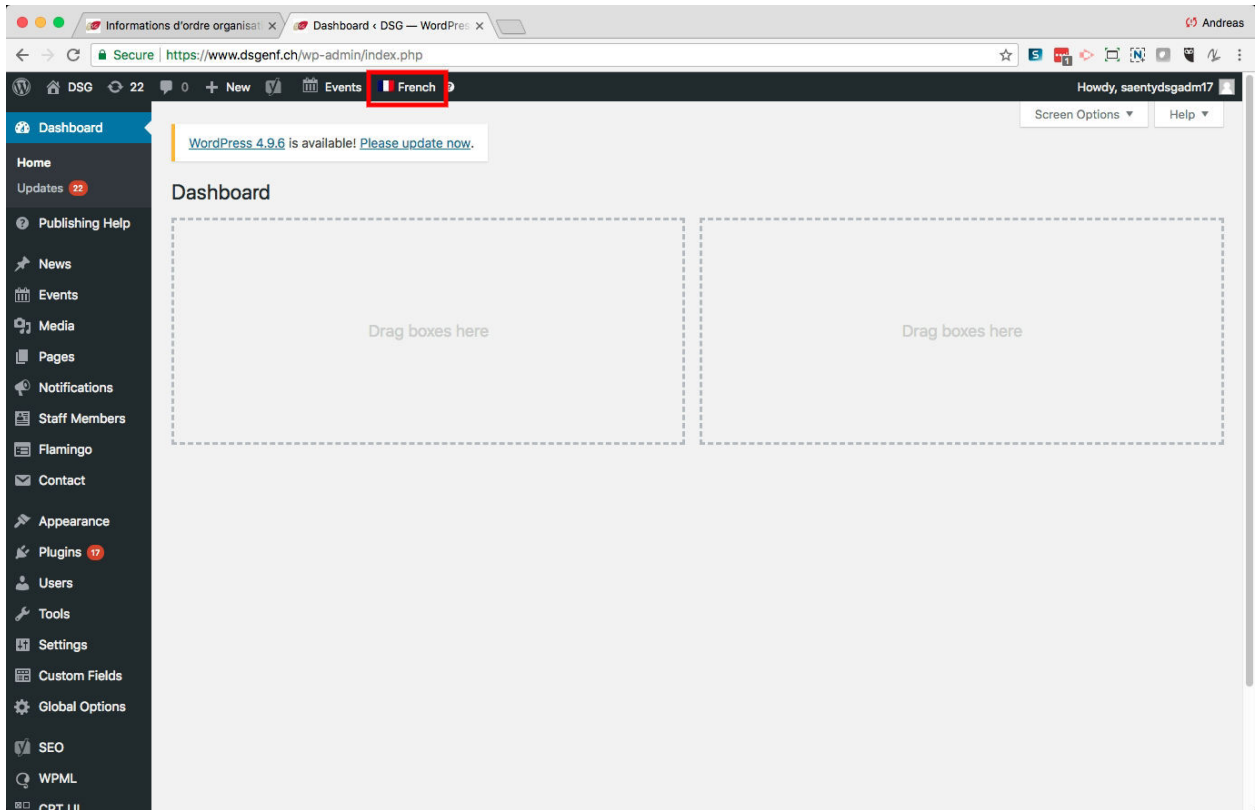 Informations d'ordre organisati
Dashboard ‹ DSG — WordPres
Andreas
Secure | https://www.dsgenf.ch/wp-admin/index.php
DSG 22 0 + New Events French Howdy, saentydsgadm17
Screen Options ▼ Help ▼
Dashboard
WordPress 4.9.6 is available! Please update now.
Home
Updates 22
Dashboard
Publishing Help
News
Events
Media
Drag boxes here
Drag boxes here
Pages
Notifications
Staff Members
Flamingo
Contact
Appearance
Plugins 17
Users
Tools
Settings
Custom Fields
Global Options
SEO
WPML
CPT UI